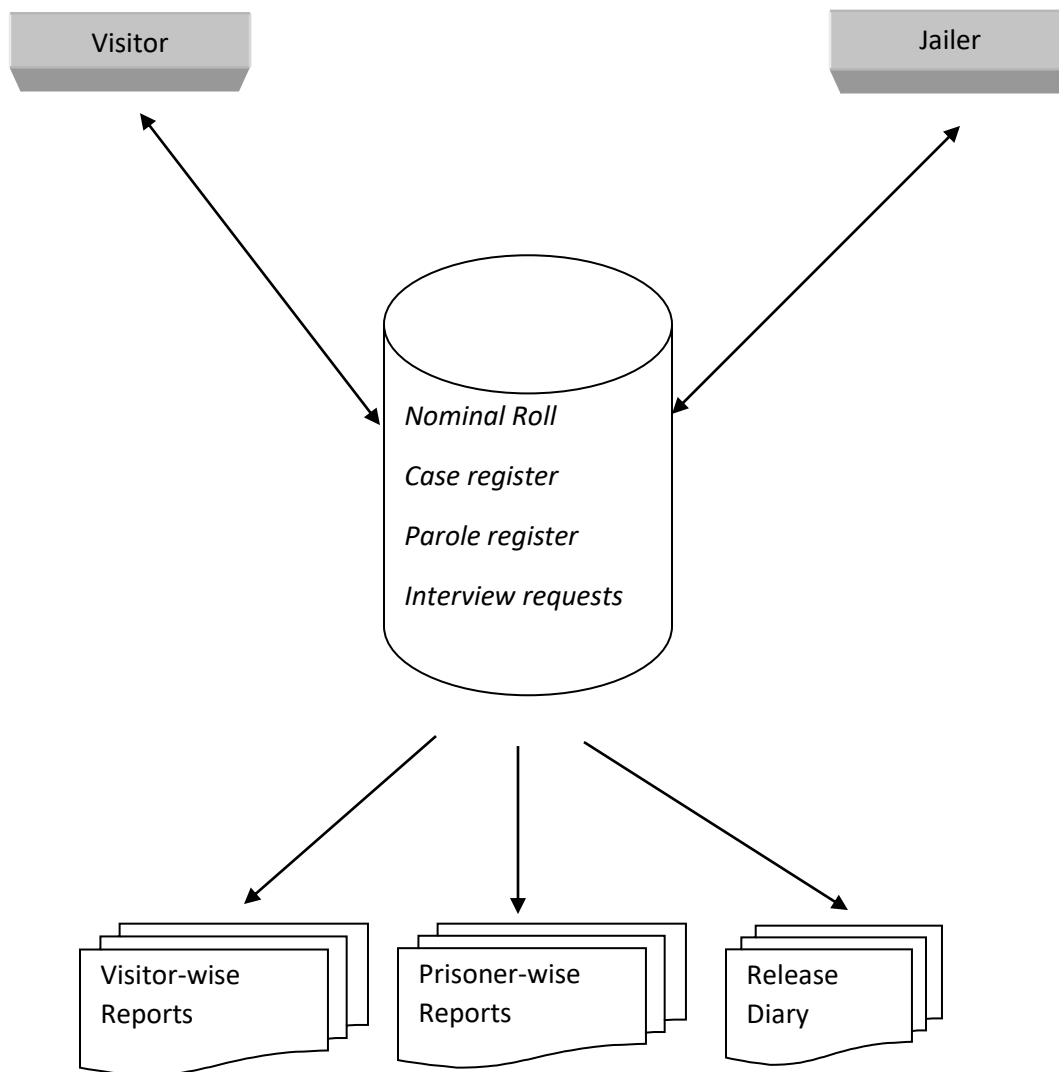 Visitor
Jailer
Nominal Roll
Case register
Parole register
Interview requests
Visitor-wise
Reports
Prisoner-wise
Reports
Release
Diary